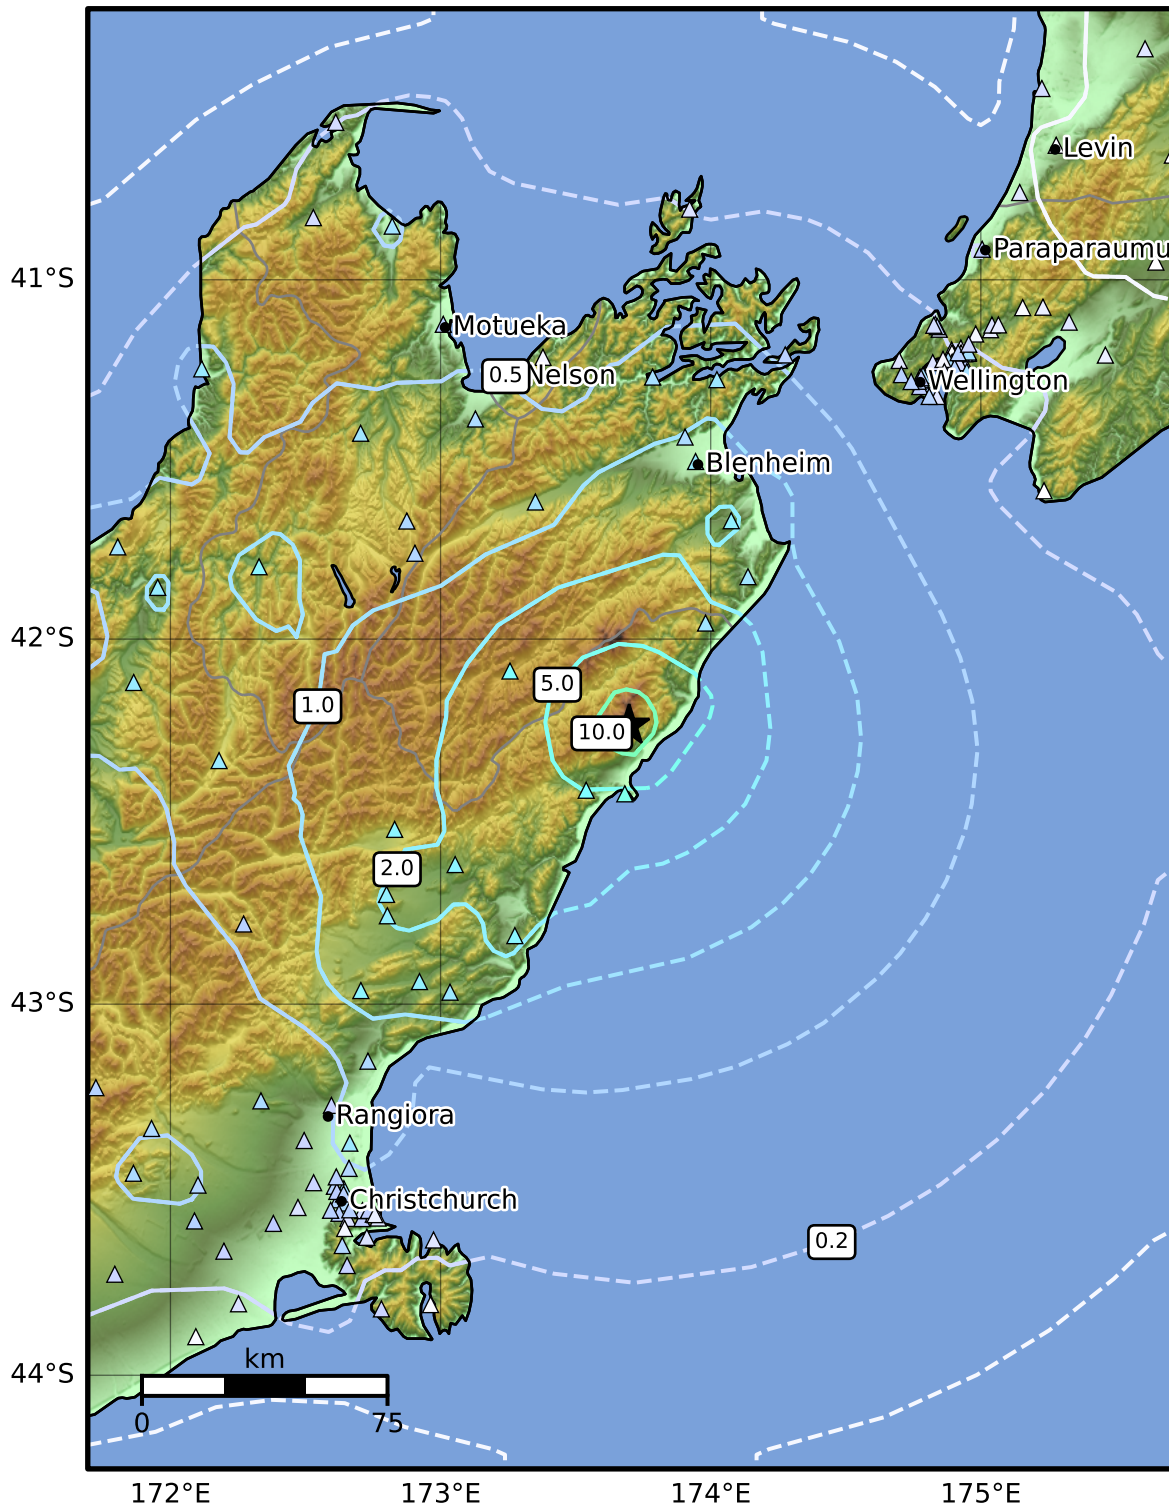 Levin
Paraparaumu
41°S
Motueka
0.5
Nelson
Wellington
Blenheim
42°S
5.0
1.0
10.0
2.0
43°S
Rangiora
Christchurch
0.2
km
44°S
0
75
172°E
173°E
174°E
175°E